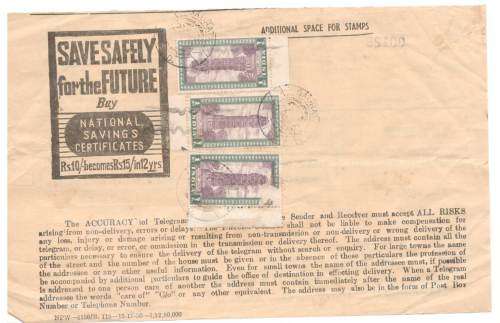 ADDITIONAL SPACE FOR STAMPS
SAVE SAFELY
for the FUTURE
Buy
NATIONAL
SAVINGS
CERTIFICATES
Rs.10/- becomes Rs.15/- in 12 yrs.
The ACCURACY of Telegram Sender and Receiver must accept ALL RISKS
arising from non-delivery, errors or delays. The shall not be liable to make compensation for
any loss, injury or damage arising or resulting from non-transmission or non-delivery or wrong delivery of the
telegram, or delay, or error, or omission in the transmission or delivery thereof. The address must contain all the
particulars necessary to ensure the delivery of the telegram without search or enquiry. For large towns the name
of the street and the number of the house must be given or in the absence of these particulars the profession of
the addressee or any other useful information. Even for small towns the name of the addressee must, if possible
be accompanied by additional particulars to guide the office of destination in effecting delivery. When a Telegram
is addressed to one person care of another the address must contain immediately after the name of the real
addressee the words "care of" "C/o" or any other equivalent. The address may also be in the form of Post Box
Number or Telephone Number.